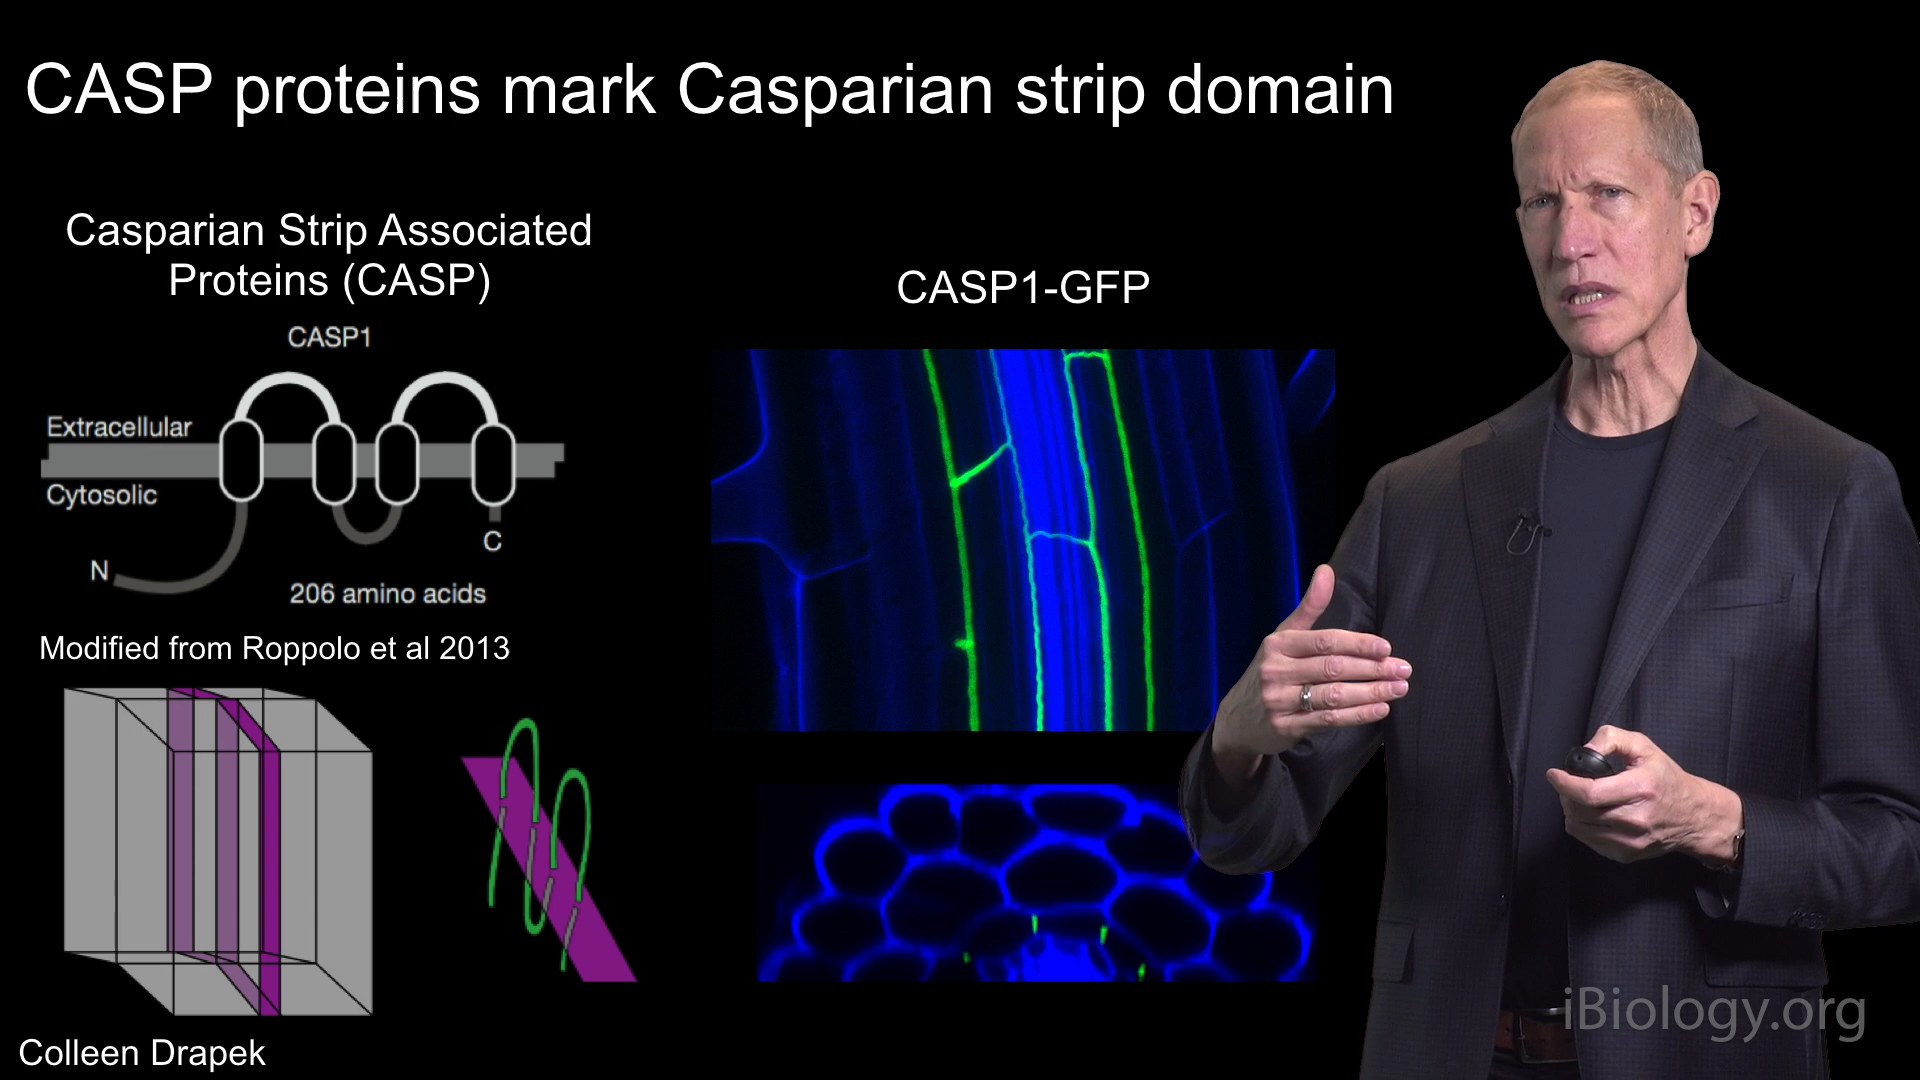 CASP proteins mark Casparian strip domain
Casparian Strip Associated
Proteins (CASP)
CASP1
Extracellular
Cytosolic
N
C
206 amino acids
Modified from Roppolo et al 2013
CASP1-GFP
Colleen Drapek
iBiology.org